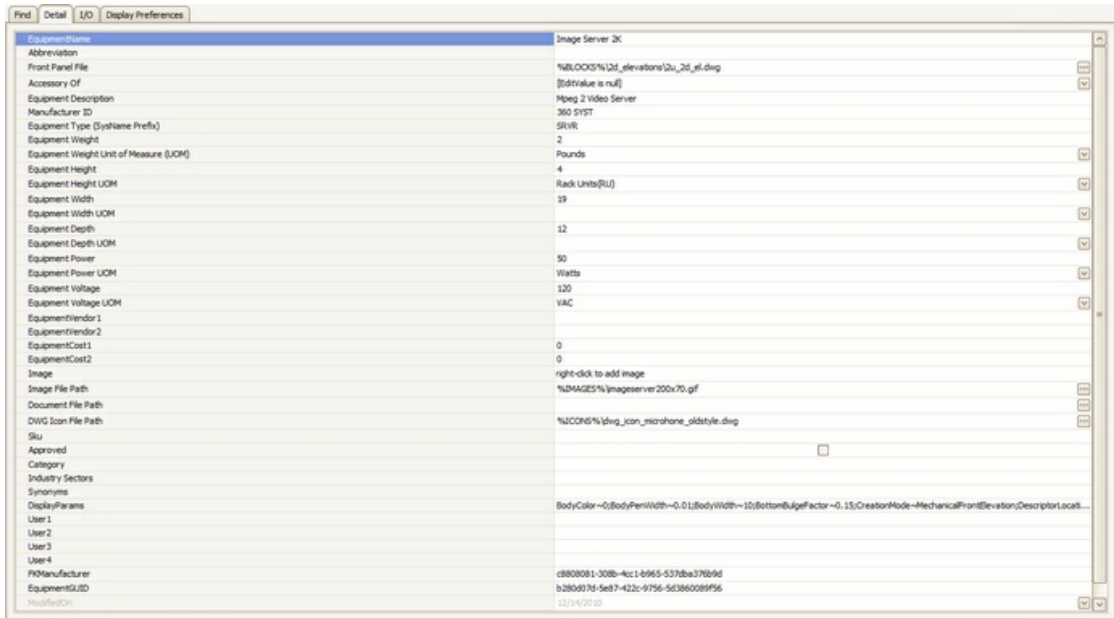 Find Detail I/O Display Preferences
EquipmentName Image Server 2K
Abbreviation
Front Panel File %BLOCKS%\2d_elevations\2u_2d_el.dwg
Accessory Of [EditValue is null]
Equipment Description Mpeg 2 Video Server
Manufacturer ID 360 SYST
Equipment Type (SysName Prefix) SRVR
Equipment Weight 2
Equipment Weight Unit of Measure (UOM) Pounds
Equipment Height 4
Equipment Height UOM Rack Units(RU)
Equipment Width 19
Equipment Width UOM
Equipment Depth 12
Equipment Depth UOM
Equipment Power 50
Equipment Power UOM Watts
Equipment Voltage 120
Equipment Voltage UOM VAC
EquipmentVendor1
EquipmentVendor2
EquipmentCost1 0
EquipmentCost2 0
Image right-click to add image
Image File Path %IMAGES%\imageserver200x70.gif
Document File Path
DWG Icon File Path %ICONS%\dwg_icon_microhone_oldstyle.dwg
Sku
Approved
Category
Industry Sectors
Synonyms
DisplayParams BodyColor~0;BodyPenWidth~0.01;BodyWidth~10;BottomBulgeFactor~0.15;CreationMode~MechanicalFrontElevation;DescriptorLocati...
User1
User2
User3
User4
FKManufacturer c8808081-308b-4cc1-b965-537dba376b9d
EquipmentGUID b280d07d-5e87-422c-9756-5d3860089f56
ModifiedOn 12/14/2010